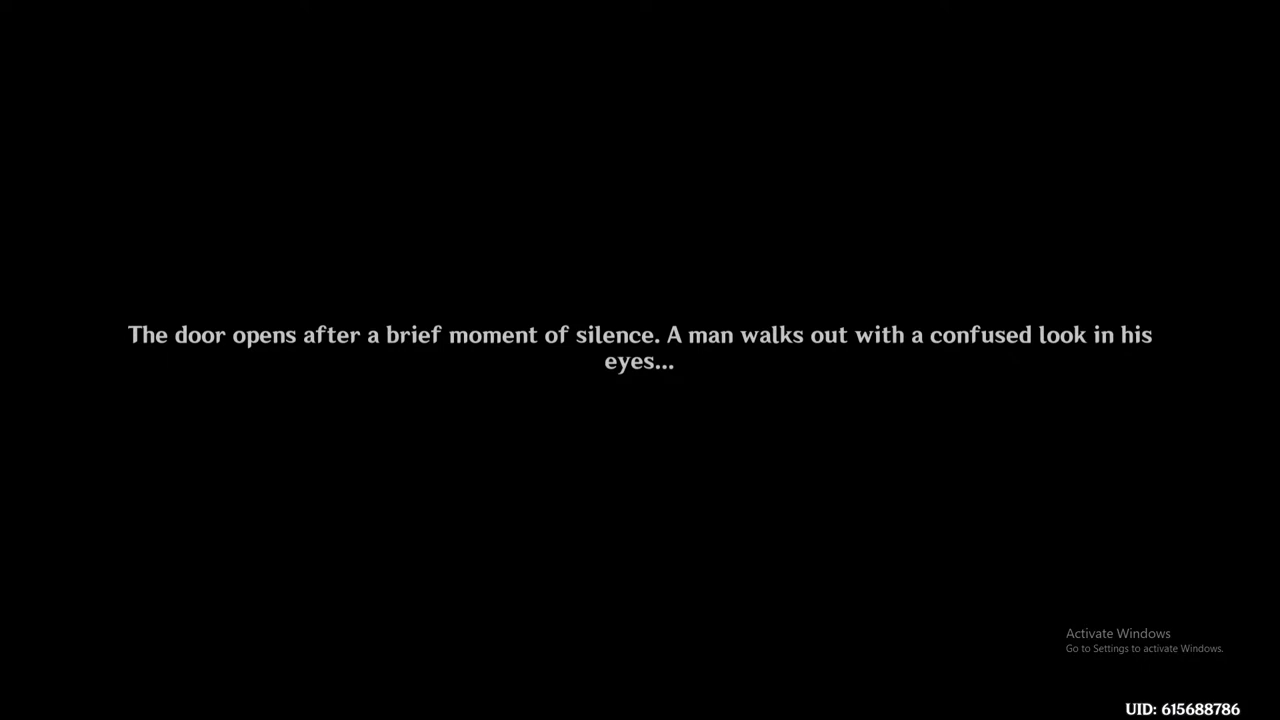 The door opens after a brief moment of silence. A man walks out with a confused look in his
eyes...
Activate Windows
Go to Settings to activate Windows.
UID: 615688786